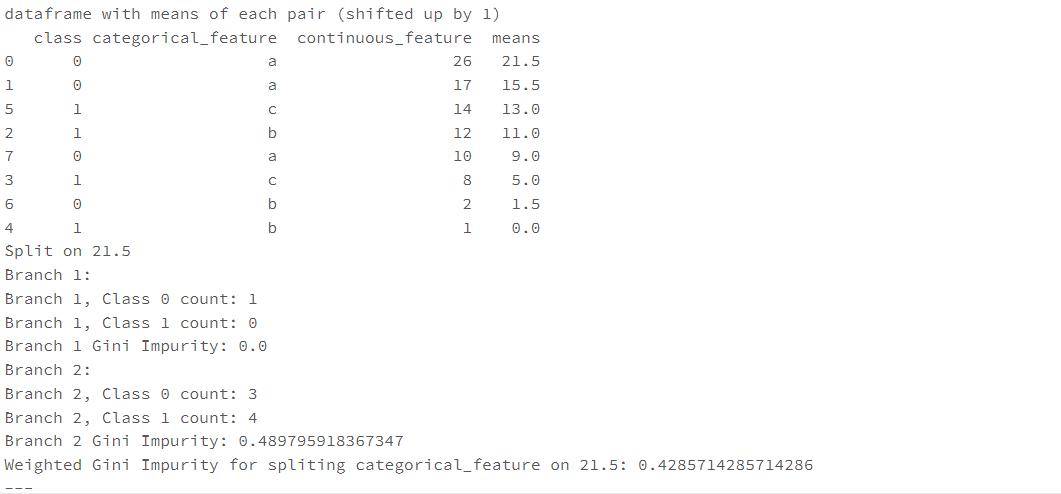 dataframe with means of each pair (shifted up by 1)
class categorical_feature continuous_feature means
0 0 a 26 21.5
1 0 a 17 15.5
5 1 c 14 13.0
2 1 b 12 11.0
7 0 a 10 9.0
3 1 c 8 5.0
6 0 b 2 1.5
4 1 b 1 0.0
Split on 21.5
Branch 1:
Branch 1, Class 0 count: 1
Branch 1, Class 1 count: 0
Branch 1 Gini Impurity: 0.0
Branch 2:
Branch 2, Class 0 count: 3
Branch 2, Class 1 count: 4
Branch 2 Gini Impurity: 0.489795918367347
Weighted Gini Impurity for spliting categorical_feature on 21.5: 0.4285714285714286
---